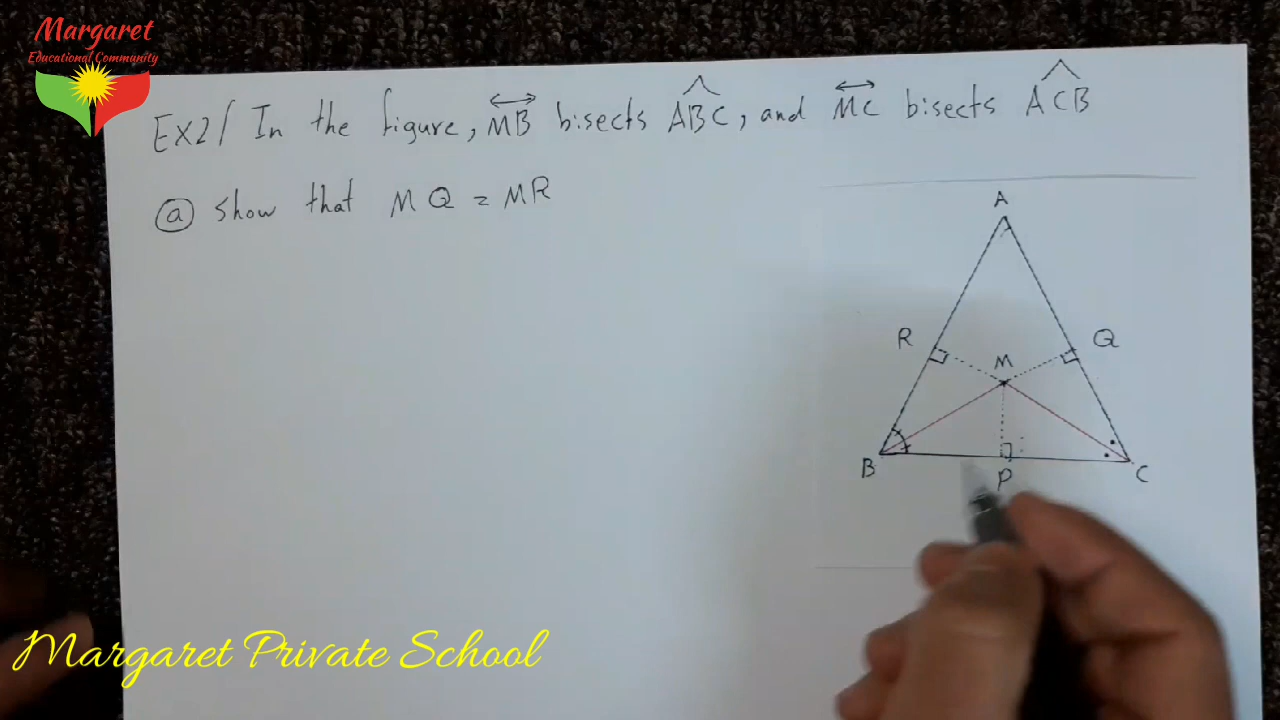 Margaret
Educational Community
EX2/ In the figure, MB bisects ABC, and MC bisects ACB
ⓐ show that MQ = MR
A
R
Q
M
B
P
C
Margaret Private School